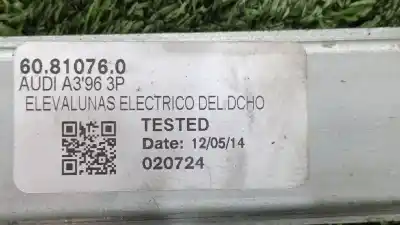 60.81076.0
AUDI A3'96 3P
ELEVALUNAS ELECTRICO DEL DCHO
TESTED
Date: 12/05/14
020724